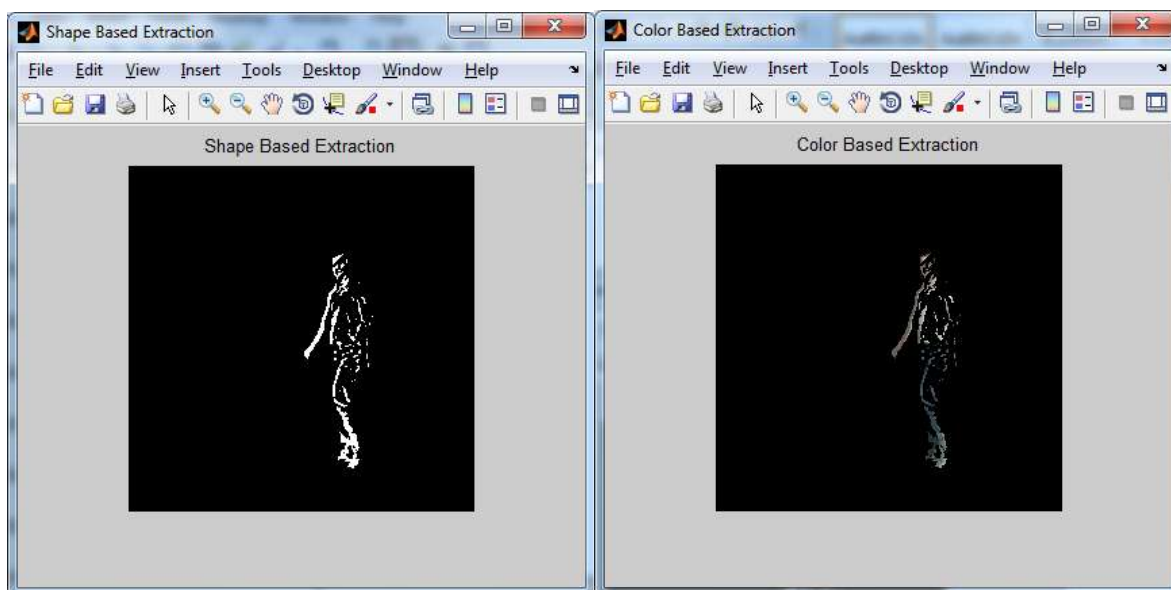 Shape Based Extraction
File Edit View Insert Tools Desktop Window Help
Shape Based Extraction
Color Based Extraction
File Edit View Insert Tools Desktop Window Help
Color Based Extraction